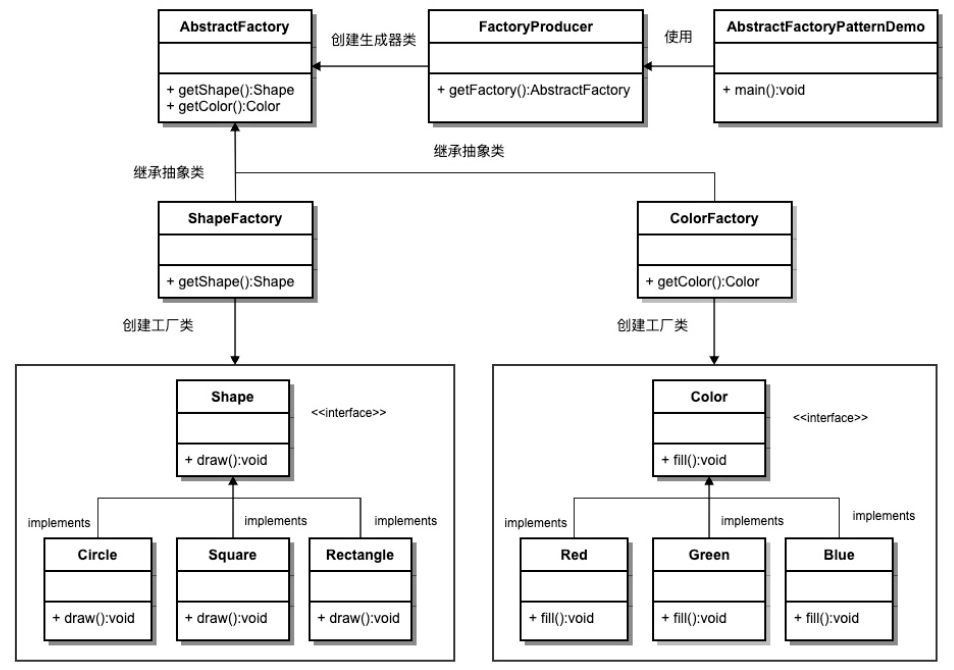 AbstractFactory
+ getShape():Shape
+ getColor():Color
创建生成器类
FactoryProducer
+ getFactory():AbstractFactory
使用
AbstractFactoryPatternDemo
+ main():void
继承抽象类
继承抽象类
ShapeFactory
+ getShape():Shape
ColorFactory
+ getColor():Color
创建工厂类
创建工厂类
Shape
<<interface>>
+ draw():void
implements
implements
implements
Circle
+ draw():void
Square
+ draw():void
Rectangle
+ draw():void
Color
<<interface>>
+ fill():void
implements
implements
implements
Red
+ fill():void
Green
+ fill():void
Blue
+ fill():void